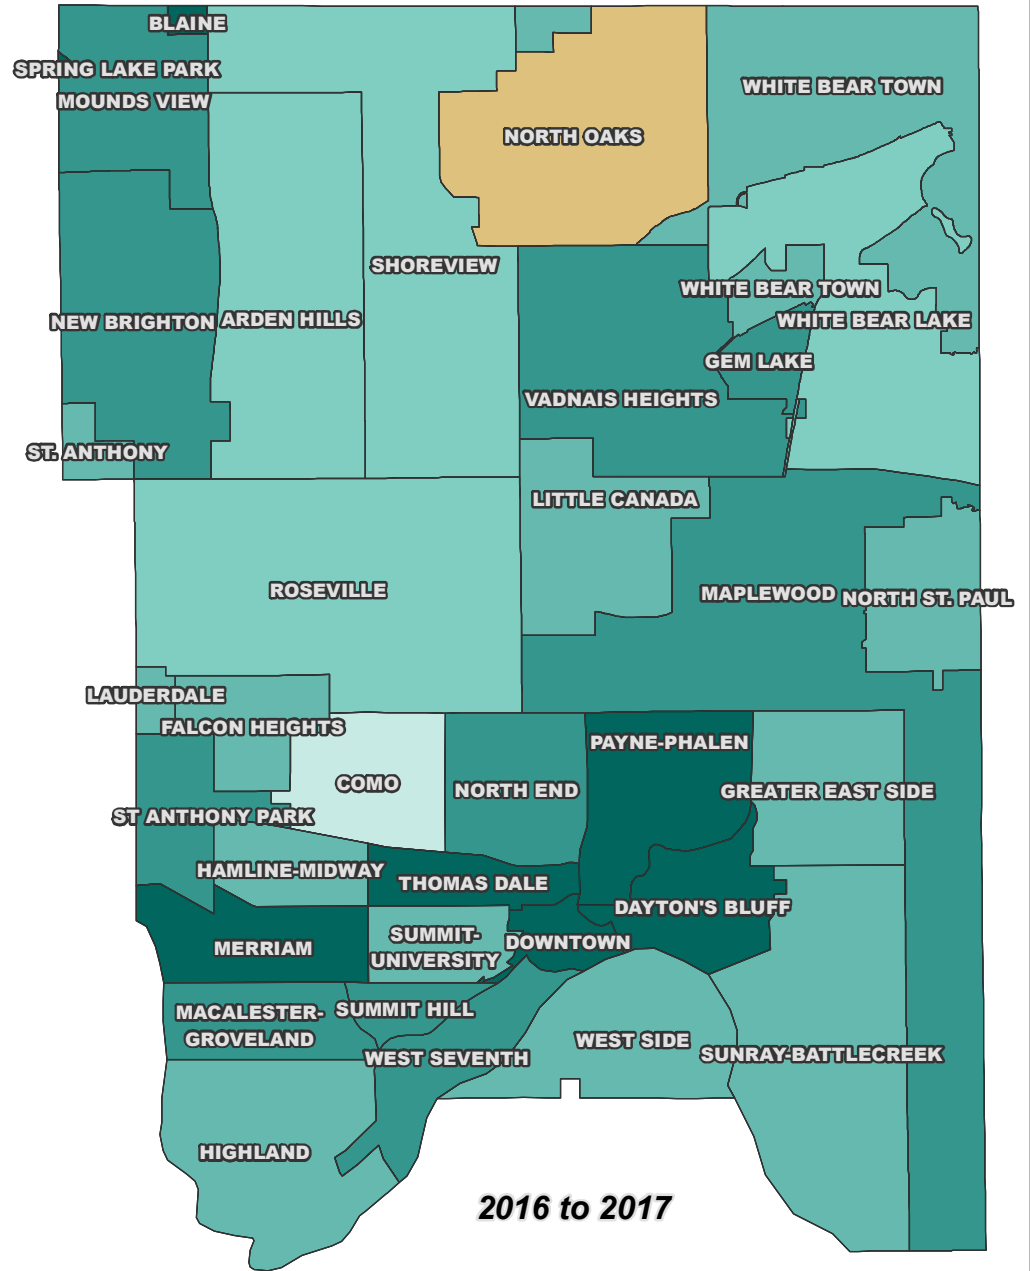 BLAINE
SPRING LAKE PARK
WHITE BEAR TOWN
MOUNDS VIEW
NORTH OAKS
SHOREVIEW
WHITE BEAR TOWN
NEW BRIGHTON
ARDEN HILLS
WHITE BEAR LAKE
GEM LAKE
VADNAIS HEIGHTS
ST. ANTHONY
LITTLE CANADA
ROSEVILLE
MAPLEWOOD
NORTH ST. PAUL
LAUDERDALE
FALCON HEIGHTS
PAYNE-PHALEN
COMO
NORTH END
GREATER EAST SIDE
ST ANTHONY PARK
HAMLINE-MIDWAY
THOMAS DALE
DAYTON'S BLUFF
MERRIAM
SUMMIT-
UNIVERSITY
DOWNTOWN
MACALESTER-
GROVELAND
SUMMIT HILL
WEST SIDE
WEST SEVENTH
SUNRAY-BATTLECREEK
HIGHLAND
2016 to 2017